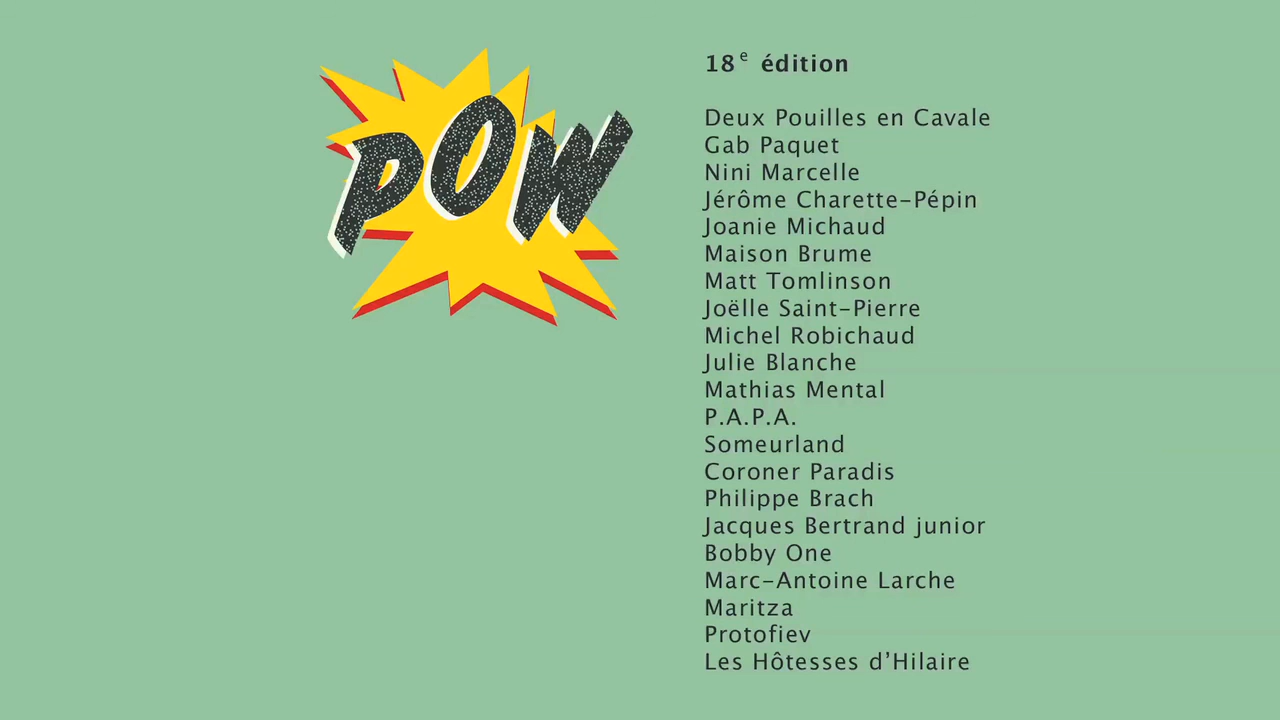 POW
18e édition
Deux Pouilles en Cavale
Gab Paquet
Nini Marcelle
Jérôme Charette-Pépin
Joanie Michaud
Maison Brume
Matt Tomlinson
Joëlle Saint-Pierre
Michel Robichaud
Julie Blanche
Mathias Mental
P.A.P.A.
Someurland
Coroner Paradis
Philippe Brach
Jacques Bertrand junior
Bobby One
Marc-Antoine Larche
Maritza
Protofiev
Les Hôtesses d’Hilaire